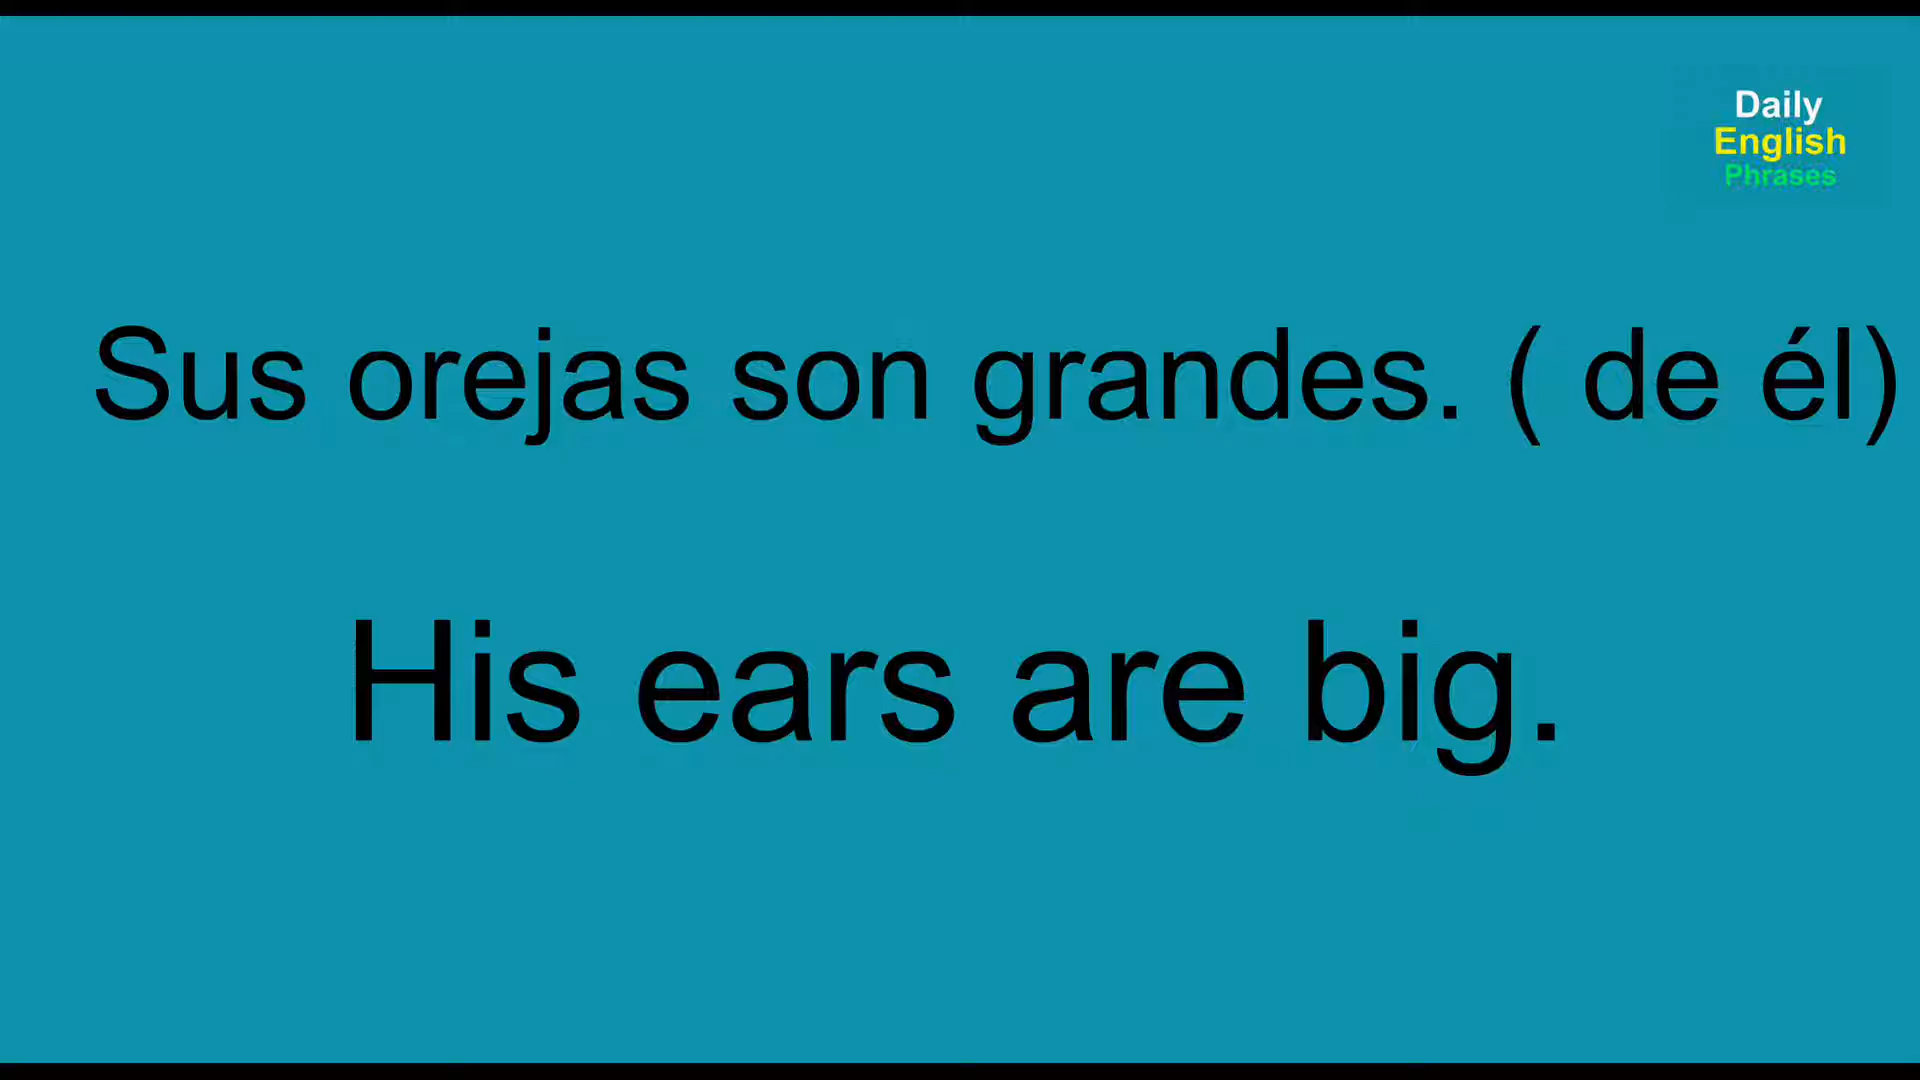 Daily
English
Phrases
Sus orejas son grandes. ( de él)
His ears are big.